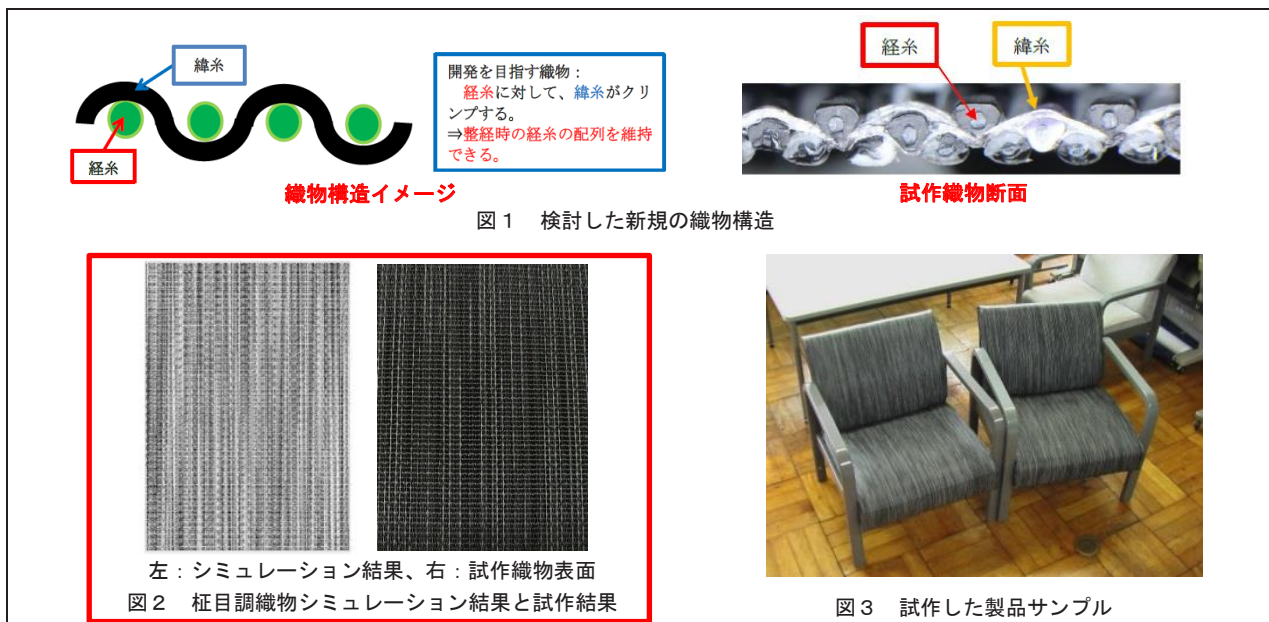 緯糸
経糸
開発を目指す織物：
経糸に対して、緯糸がクリ
ンプする。
⇒整経時の経糸の配列を維持
できる。
織物構造イメージ
経糸
緯糸
試作織物断面
図１　検討した新規の織物構造
左：シミュレーション結果、右：試作織物表面
図２　柾目調織物シミュレーション結果と試作結果
図３　試作した製品サンプル